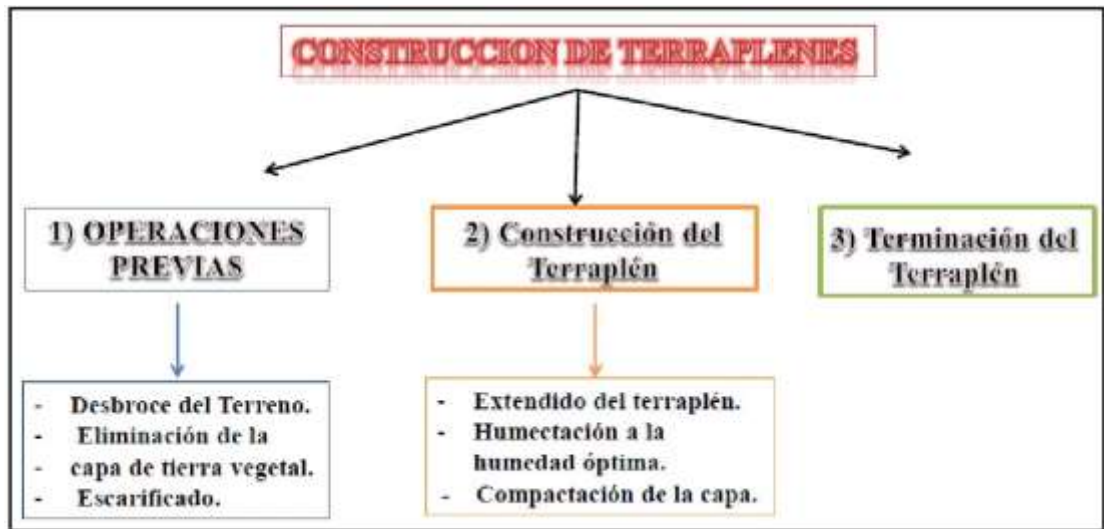 CONSTRUCCION DE TERRAPLENES
1) OPERACIONES
PREVIAS
2) Construcción del
Terraplén
3) Terminación del
Terraplén
- Desbroce del Terreno.
- Eliminación de la
- capa de tierra vegetal.
- Escarificado.
- Extendido del terraplén.
- Humectación a la
humedad óptima.
- Compactación de la capa.